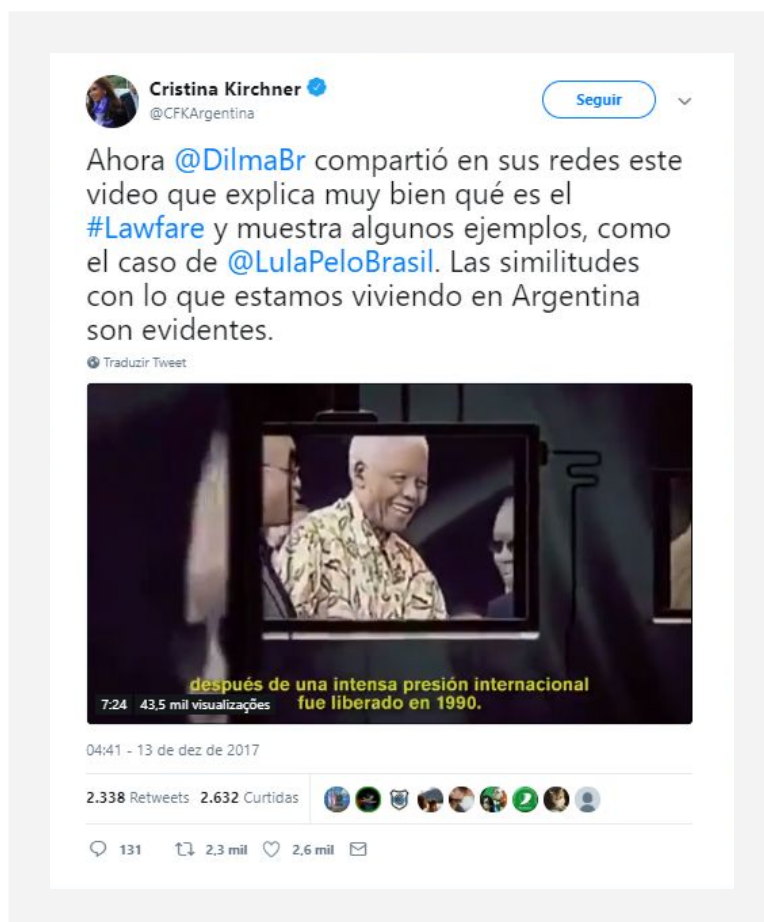 Cristina Kirchner
@CFKArgentina
Seguir
Ahora @DilmaBr compartió en sus redes este
video que explica muy bien qué es el
#Lawfare y muestra algunos ejemplos, como
el caso de @LulaPeloBrasil. Las similitudes
con lo que estamos viviendo en Argentina
son evidentes.
Traduzir Tweet
después de una intensa presión internacional
fue liberado en 1990.
7:24 43,5 mil visualizações
04:41 - 13 de dez de 2017
2.338 Retweets 2.632 Curtidas
131 2,3 mil 2,6 mil